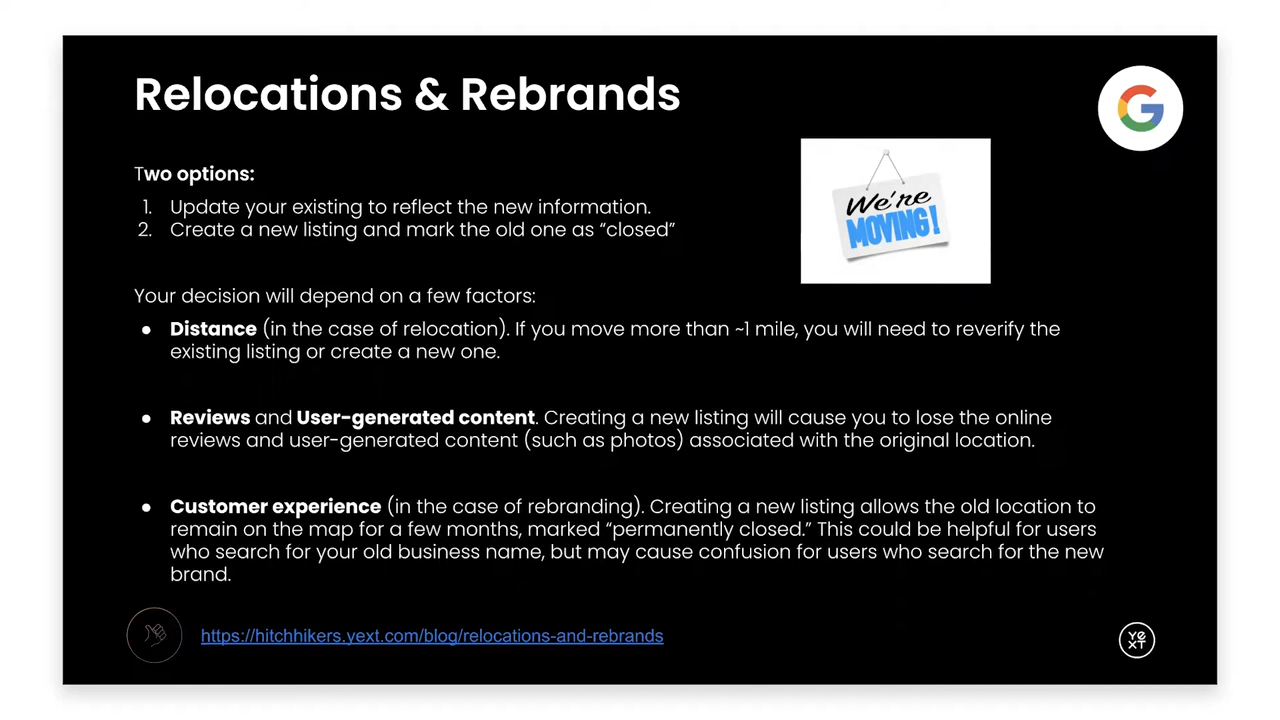 Relocations & Rebrands
Two options:
1. Update your existing to reflect the new information.
2. Create a new listing and mark the old one as “closed”
We're
MOVING!
Your decision will depend on a few factors:
● Distance (in the case of relocation). If you move more than ~1 mile, you will need to reverify the
existing listing or create a new one.
● Reviews and User-generated content. Creating a new listing will cause you to lose the online
reviews and user-generated content (such as photos) associated with the original location.
● Customer experience (in the case of rebranding). Creating a new listing allows the old location to
remain on the map for a few months, marked “permanently closed.” This could be helpful for users
who search for your old business name, but may cause confusion for users who search for the new
brand.
https://hitchhikers.yext.com/blog/relocations-and-rebrands
YE
XT